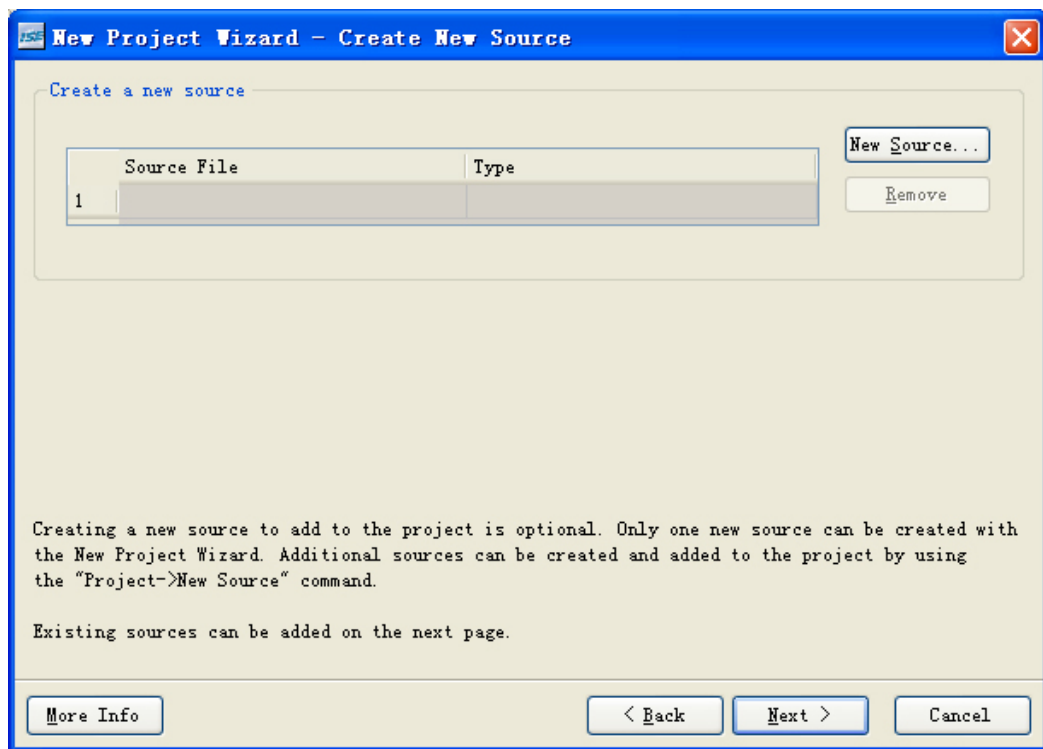 ISE New Project Wizard - Create New Source
Create a new source
Source File Type
New Source...
1
Remove
Creating a new source to add to the project is optional. Only one new source can be created with
the New Project Wizard. Additional sources can be created and added to the project by using
the "Project->New Source" command.
Existing sources can be added on the next page.
More Info < Back Next > Cancel